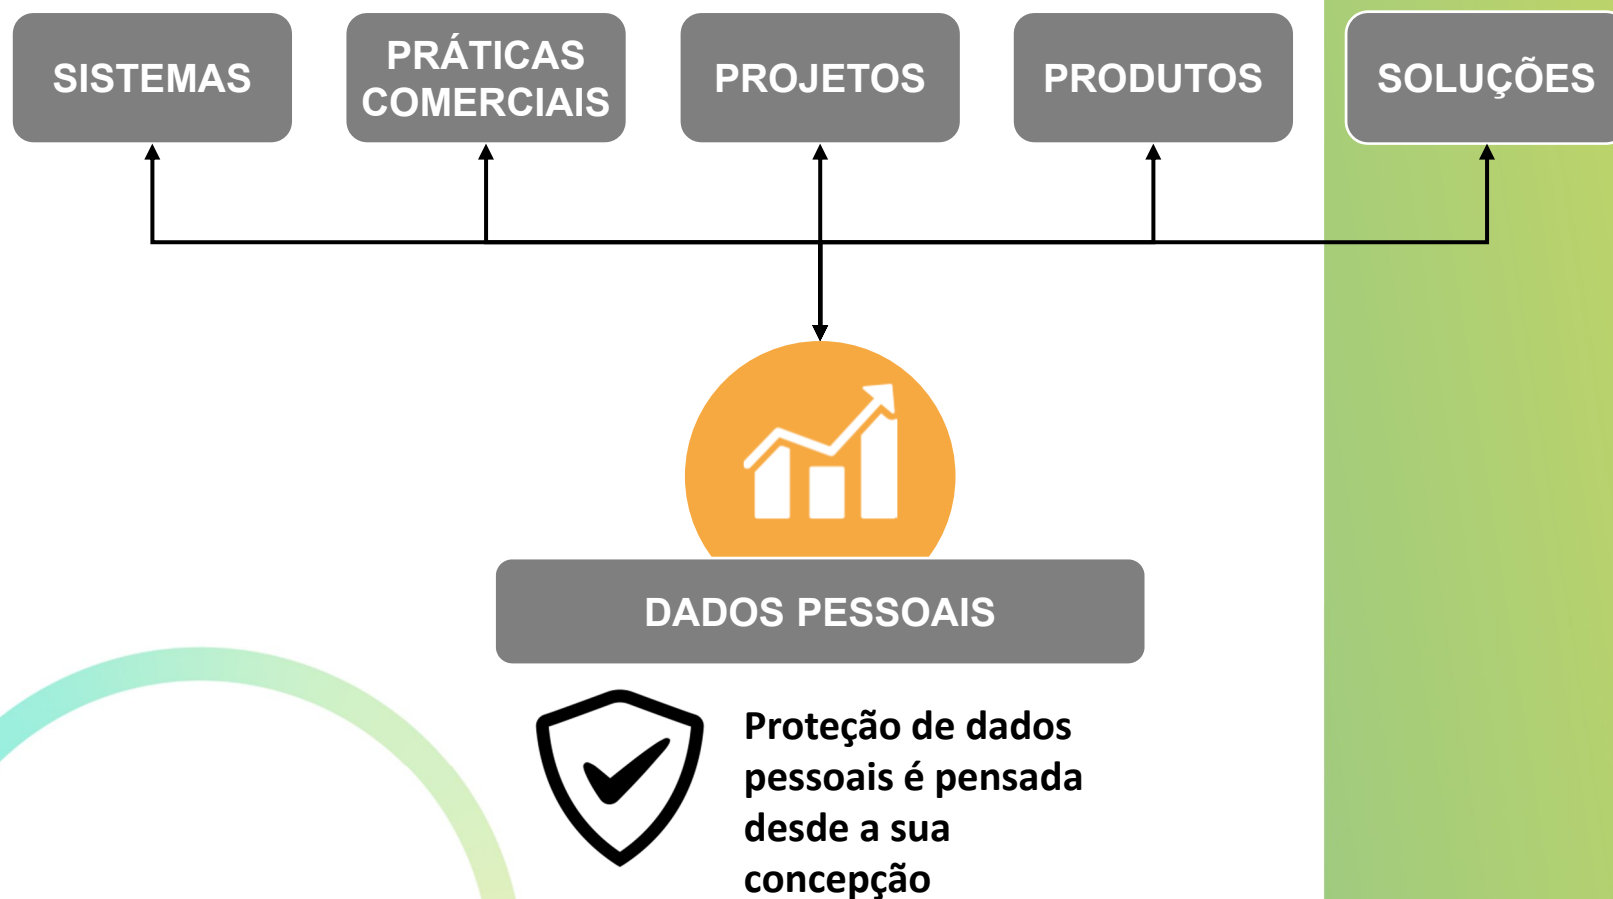 SISTEMAS
PRÁTICAS
COMERCIAIS
PROJETOS
PRODUTOS
SOLUÇÕES
DADOS PESSOAIS
Proteção de dados
pessoais é pensada
desde a sua
concepção